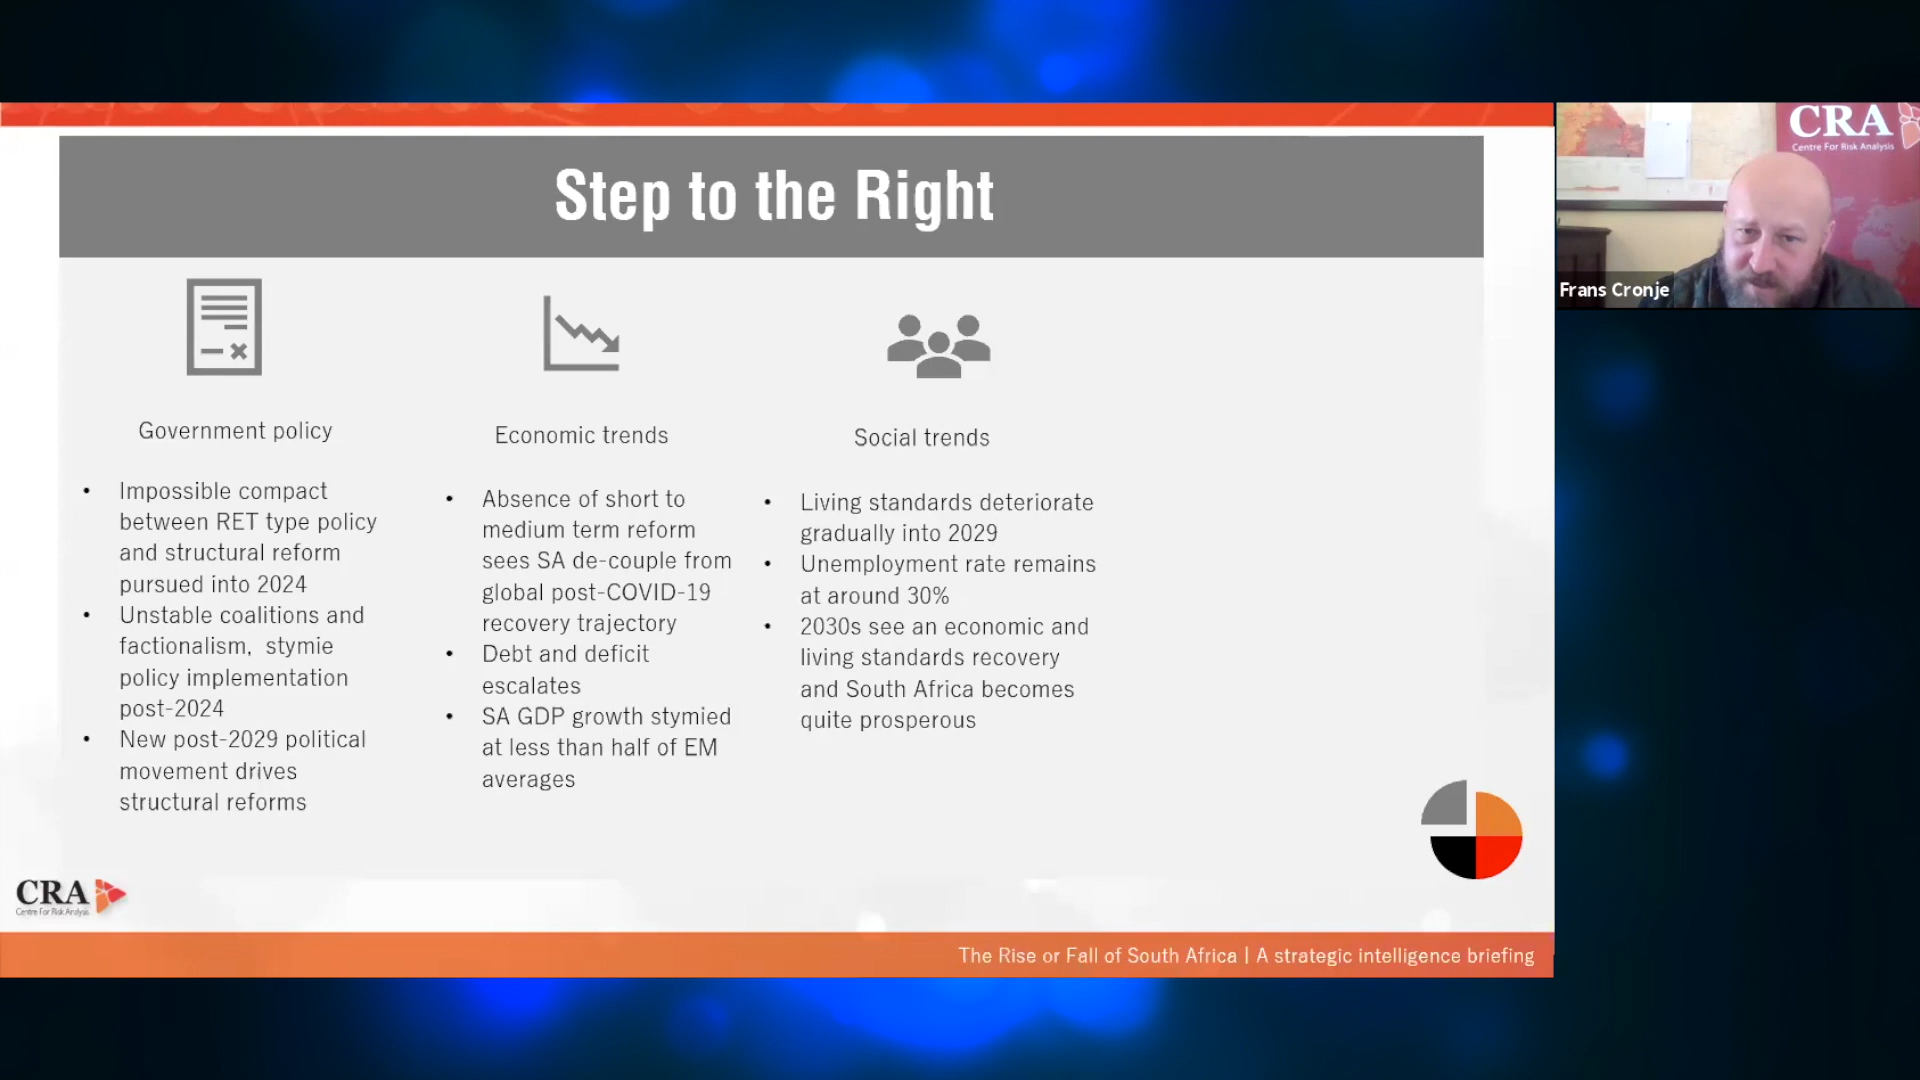 Step to the Right
CRA
Centre For Risk Analysis
Frans Cronje
Government policy
• Impossible compact
between RET type policy
and structural reform
pursued into 2024
• Unstable coalitions and
factionalism, stymie
policy implementation
post-2024
• New post-2029 political
movement drives
structural reforms
Economic trends
• Absence of short to
medium term reform
sees SA de-couple from
global post-COVID-19
recovery trajectory
• Debt and deficit
escalates
• SA GDP growth stymied
at less than half of EM
averages
Social trends
• Living standards deteriorate
gradually into 2029
• Unemployment rate remains
at around 30%
• 2030s see an economic and
living standards recovery
and South Africa becomes
quite prosperous
CRA
Centre For Risk Analysis
The Rise or Fall of South Africa | A strategic intelligence briefing